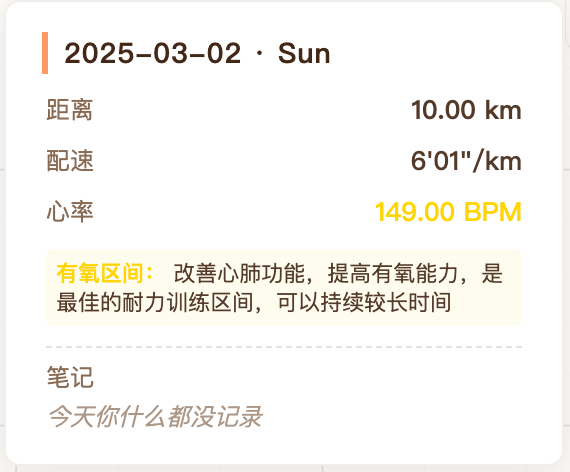 2025-03-02 · Sun
距离 10.00 km
配速 6'01"/km
心率 149.00 BPM
有氧区间： 改善心肺功能，提高有氧能力，是
最佳的耐力训练区间，可以持续较长时间
笔记
今天你什么都没记录